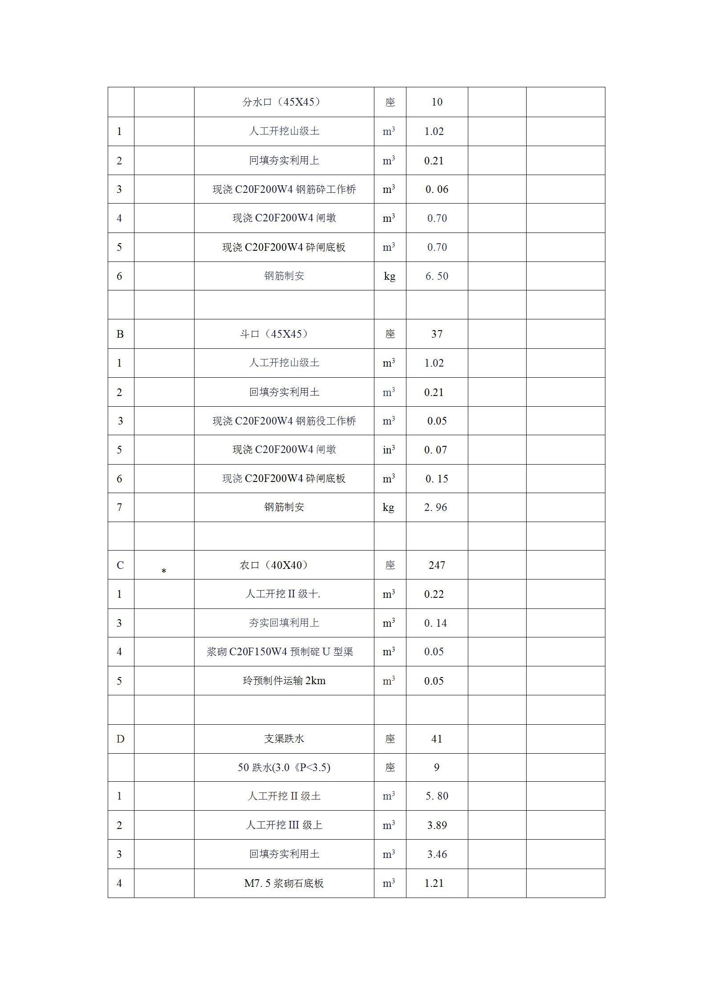 分水口（45X45） 座 10
1 人工开挖山级土 m³ 1.02
2 冋填夯实利用上 m³ 0.21
3 现浇 C20F200W4 钢筋砕工作桥 m³ 0. 06
4 现浇 C20F200W4 闸墩 m³ 0.70
5 现浇 C20F200W4 砕闸底板 m³ 0.70
6 钢筋制安 kg 6. 50
B 斗口（45X45） 座 37
1 人工开挖山级土 m³ 1.02
2 回填夯实利用土 m³ 0.21
3 现浇 C20F200W4 钢筋役工作桥 m³ 0.05
5 现浇 C20F200W4 闸墩 in³ 0. 07
6 现浇 C20F200W4 砕闸底板 m³ 0. 15
7 钢筋制安 kg 2. 96
C * 农口（40X40） 座 247
1 人工开挖 II 级十. m³ 0.22
3 夯实回填利用上 m³ 0. 14
4 浆砌 C20F150W4 预制碇 U 型渠 m³ 0.05
5 玲预制件运输 2km m³ 0.05
D 支渠跌水 座 41
50 跌水(3.0《P<3.5) 座 9
1 人工开挖 II 级土 m³ 5. 80
2 人工开挖 III 级上 m³ 3.89
3 回填夯实利用土 m³ 3.46
4 M7. 5 浆砌石底板 m³ 1.21